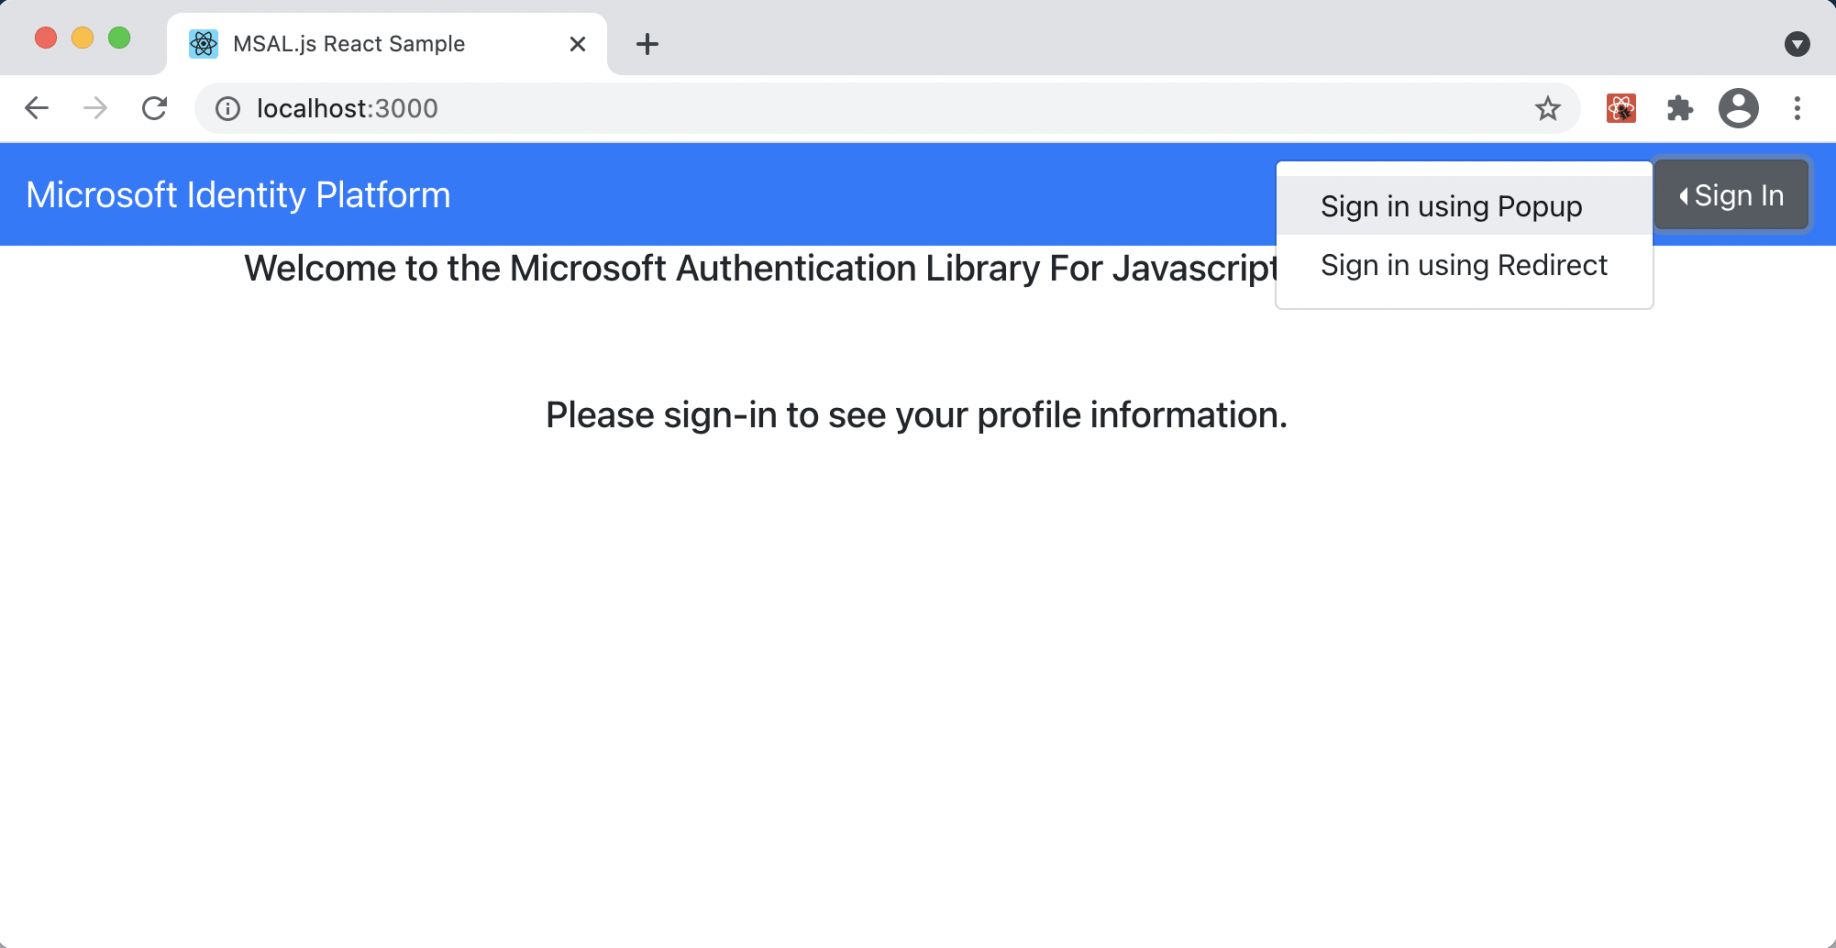 MSAL.js React Sample
localhost:3000
Microsoft Identity Platform
Sign In
Sign in using Popup
Sign in using Redirect
Welcome to the Microsoft Authentication Library For Javascript
Please sign-in to see your profile information.